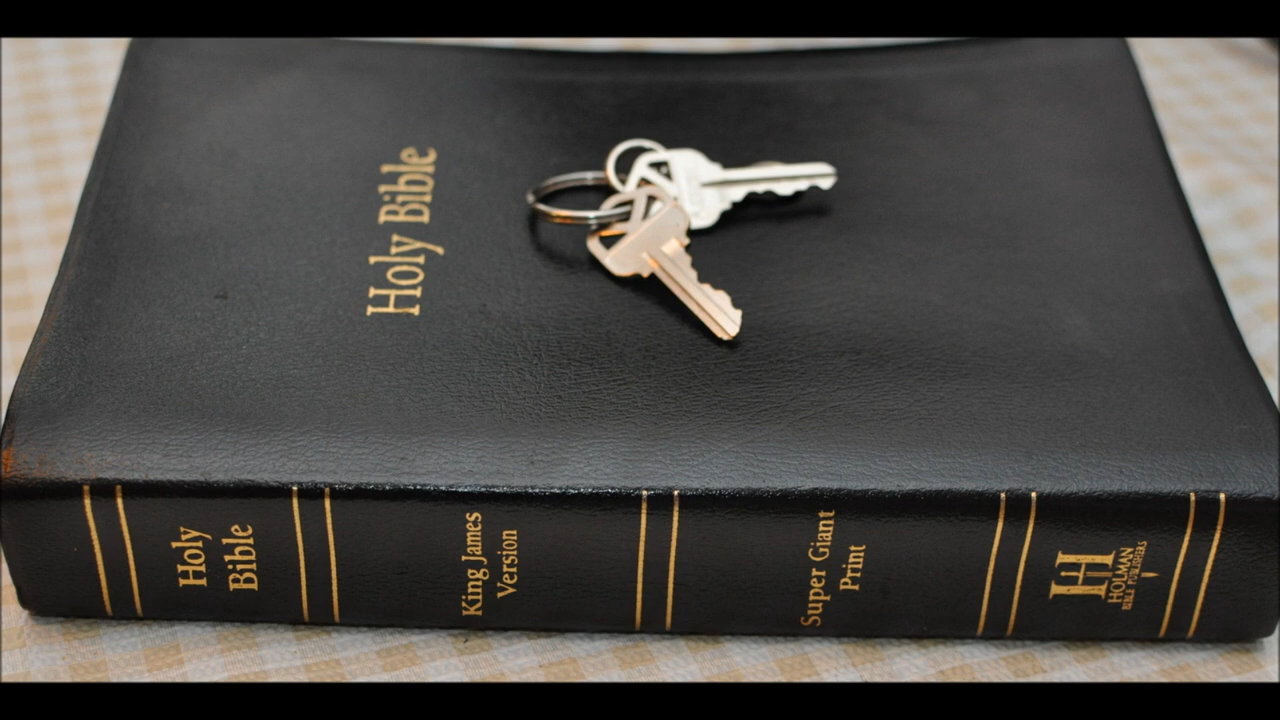 Holy Bible
Holy
Bible
King James
Version
Super Giant
Print
HOLMAN
BIBLE PUBLISHERS